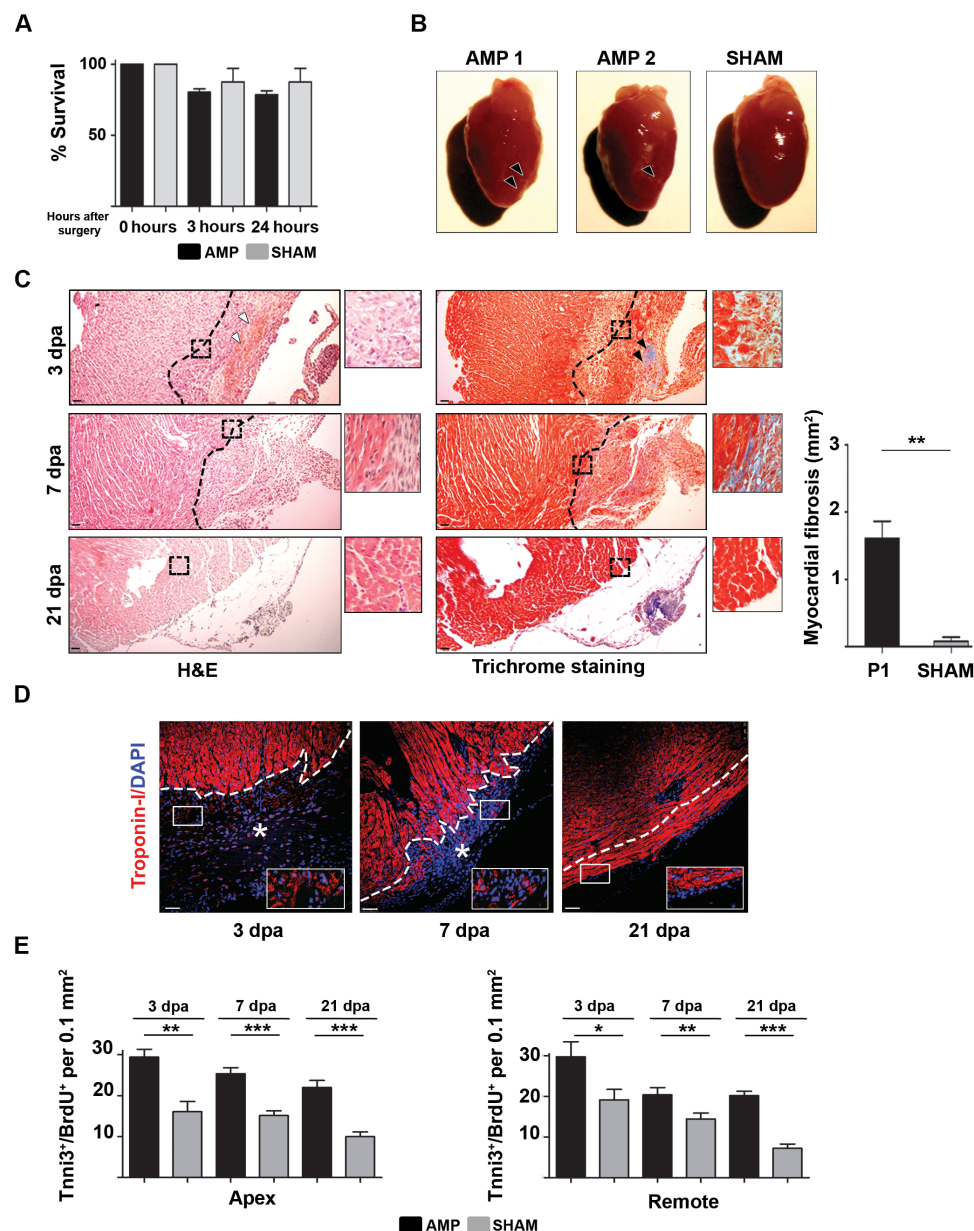 A
% Survival
100
50
Hours after
surgery
0 hours
3 hours
24 hours
AMP
SHAM
B
AMP 1
AMP 2
SHAM
C
3 dpa
7 dpa
21 dpa
H&E
Trichrome staining
Myocardial fibrosis (mm²)
3
2
1
**
P1
SHAM
D
Troponin-I/DAPI
*
*
3 dpa
7 dpa
21 dpa
E
Tnni3⁺/BrdU⁺ per 0.1 mm²
30
20
10
3 dpa
7 dpa
21 dpa
**
***
***
Apex
Tnni3⁺/BrdU⁺ per 0.1 mm²
30
20
10
3 dpa
7 dpa
21 dpa
*
**
***
Remote
AMP
SHAM